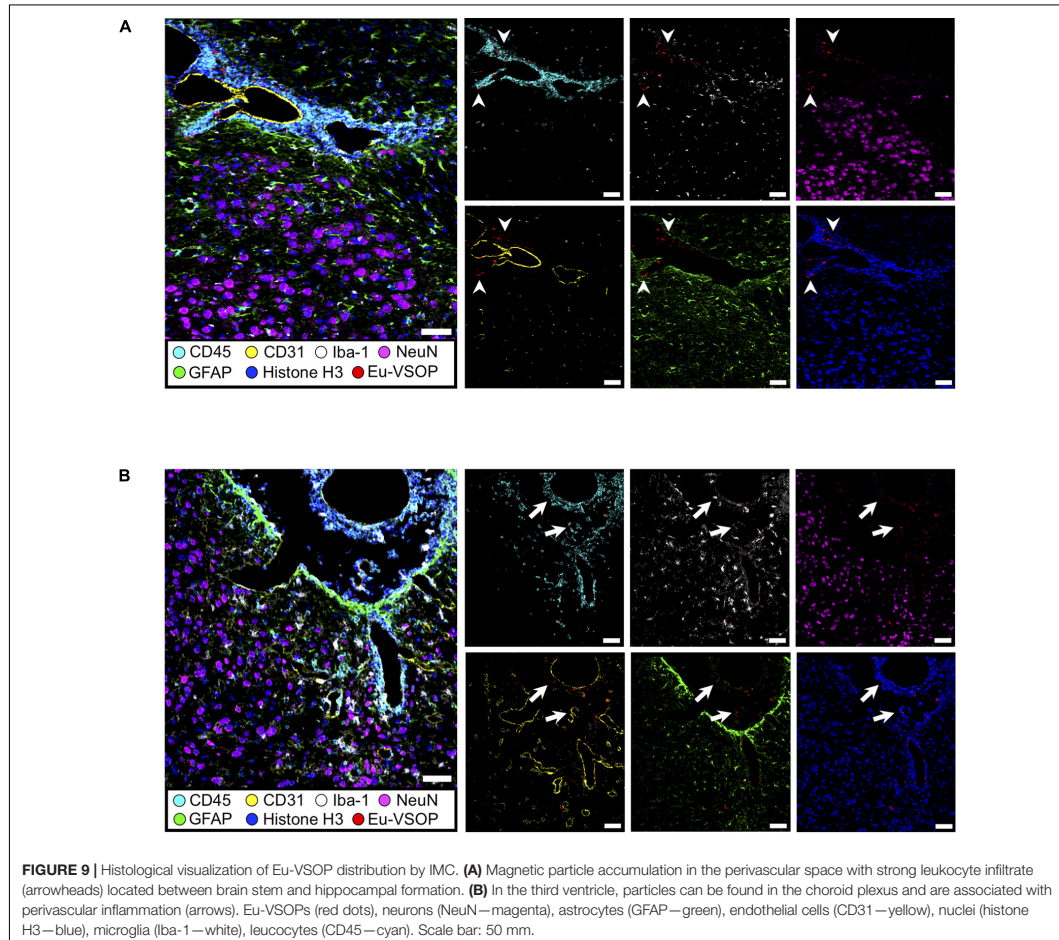 A
CD45 CD31 Iba-1 NeuN
GFAP Histone H3 Eu-VSOP
B
CD45 CD31 Iba-1 NeuN
GFAP Histone H3 Eu-VSOP
FIGURE 9 | Histological visualization of Eu-VSOP distribution by IMC. (A) Magnetic particle accumulation in the perivascular space with strong leukocyte infiltrate
(arrowheads) located between brain stem and hippocampal formation. (B) In the third ventricle, particles can be found in the choroid plexus and are associated with
perivascular inflammation (arrows). Eu-VSOPs (red dots), neurons (NeuN—magenta), astrocytes (GFAP—green), endothelial cells (CD31—yellow), nuclei (histone
H3—blue), microglia (Iba-1—white), leucocytes (CD45—cyan). Scale bar: 50 mm.